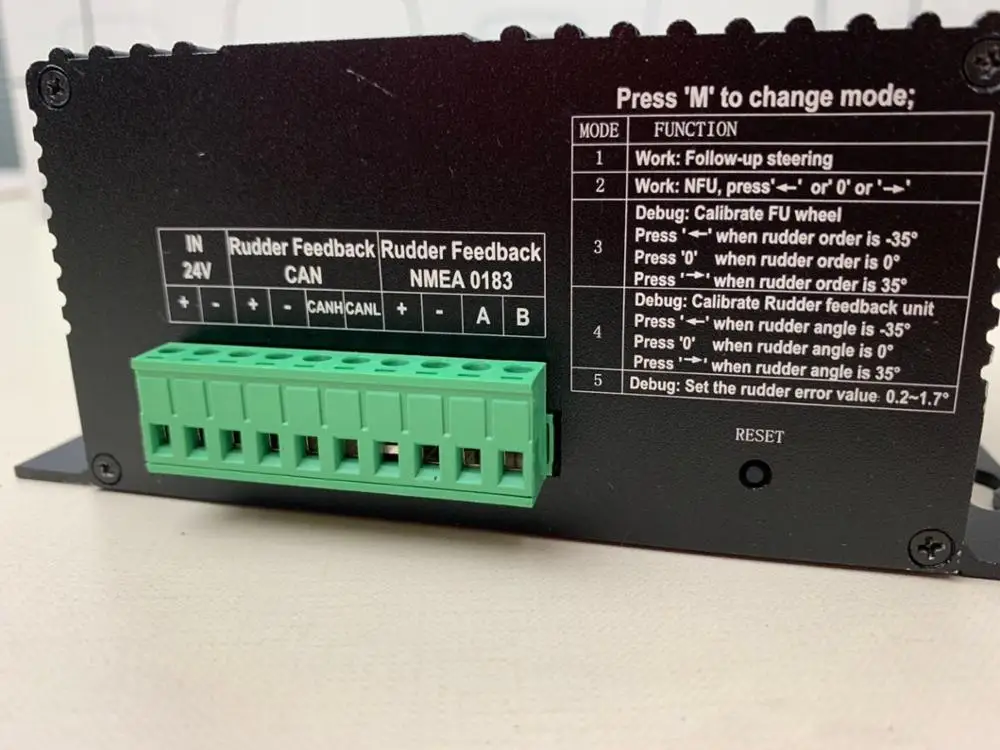 Press 'M' to change mode;
MODE FUNCTION
1 Work: Follow-up steering
2 Work: NFU, press'←' or' 0' or '→'
3 Debug: Calibrate FU wheel
Press '←' when rudder order is -35°
Press '0' when rudder order is 0°
Press '→' when rudder order is 35°
4 Debug: Calibrate Rudder feedback unit
Press '←' when rudder angle is -35°
Press '0' when rudder angle is 0°
Press '→' when rudder angle is 35°
5 Debug: Set the rudder error value: 0.2~1.7°
IN 24V
Rudder Feedback CAN
Rudder Feedback NMEA 0183
+ - + - CANH CANL + - A B
RESET